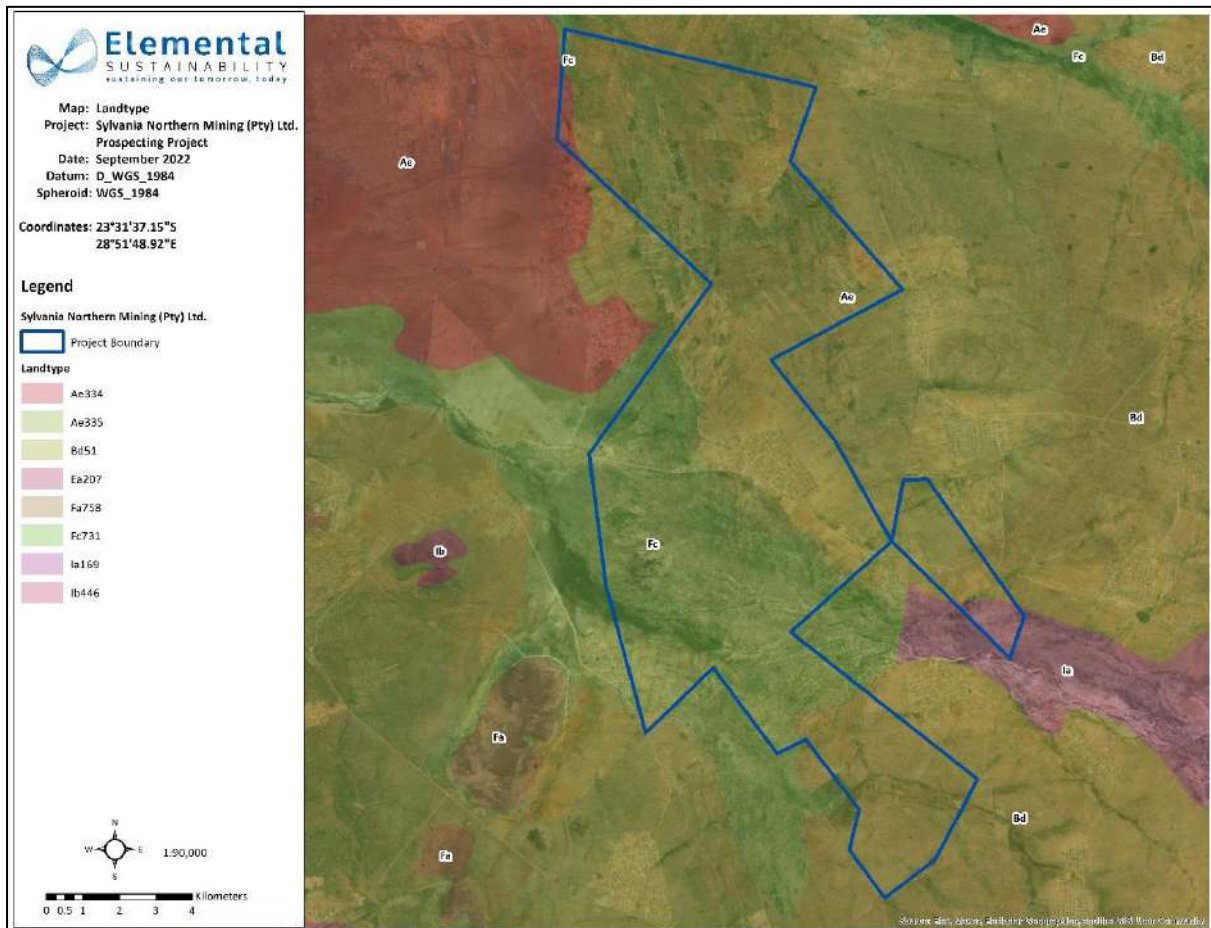 Elemental
SUSTAINABILITY
sustaining our tomorrow, today
Map: Landtype
Project: Sylvania Northern Mining (Pty) Ltd.
Prospecting Project
Date: September 2022
Datum: D_WGS_1984
Spheroid: WGS_1984
Coordinates: 23°31'37.15"S
28°51'48.92"E
Legend
Sylvania Northern Mining (Pty) Ltd.
Project Boundary
Landtype
Ae334
Ae335
Bd51
Ea207
Fa758
Fc731
Ia169
Ib446
N
W E
S
1:90,000
Kilometers
0 0.5 1 2 3 4
Ae
Fc
Bd
Fc
Ae
Ae
Bd
Fc
Ib
Ia
Fa
Bd
Fa